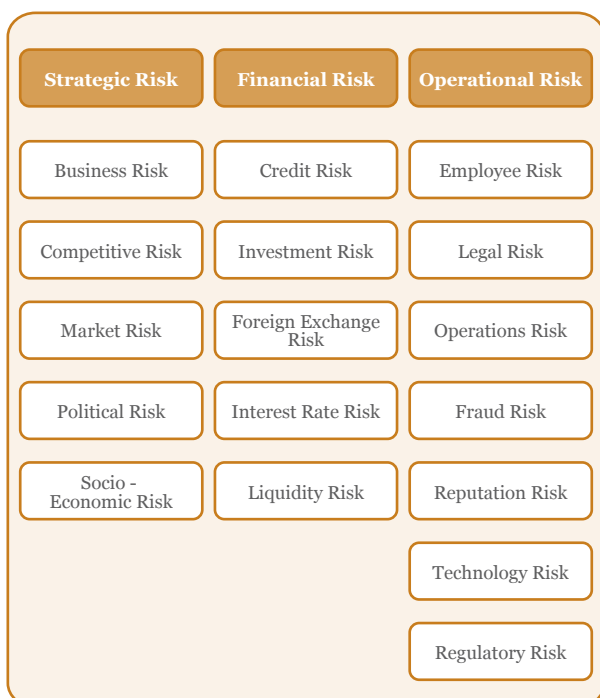 Strategic Risk
Financial Risk
Operational Risk
Business Risk
Credit Risk
Employee Risk
Competitive Risk
Investment Risk
Legal Risk
Market Risk
Foreign Exchange
Risk
Operations Risk
Political Risk
Interest Rate Risk
Fraud Risk
Socio -
Economic Risk
Liquidity Risk
Reputation Risk
Technology Risk
Regulatory Risk